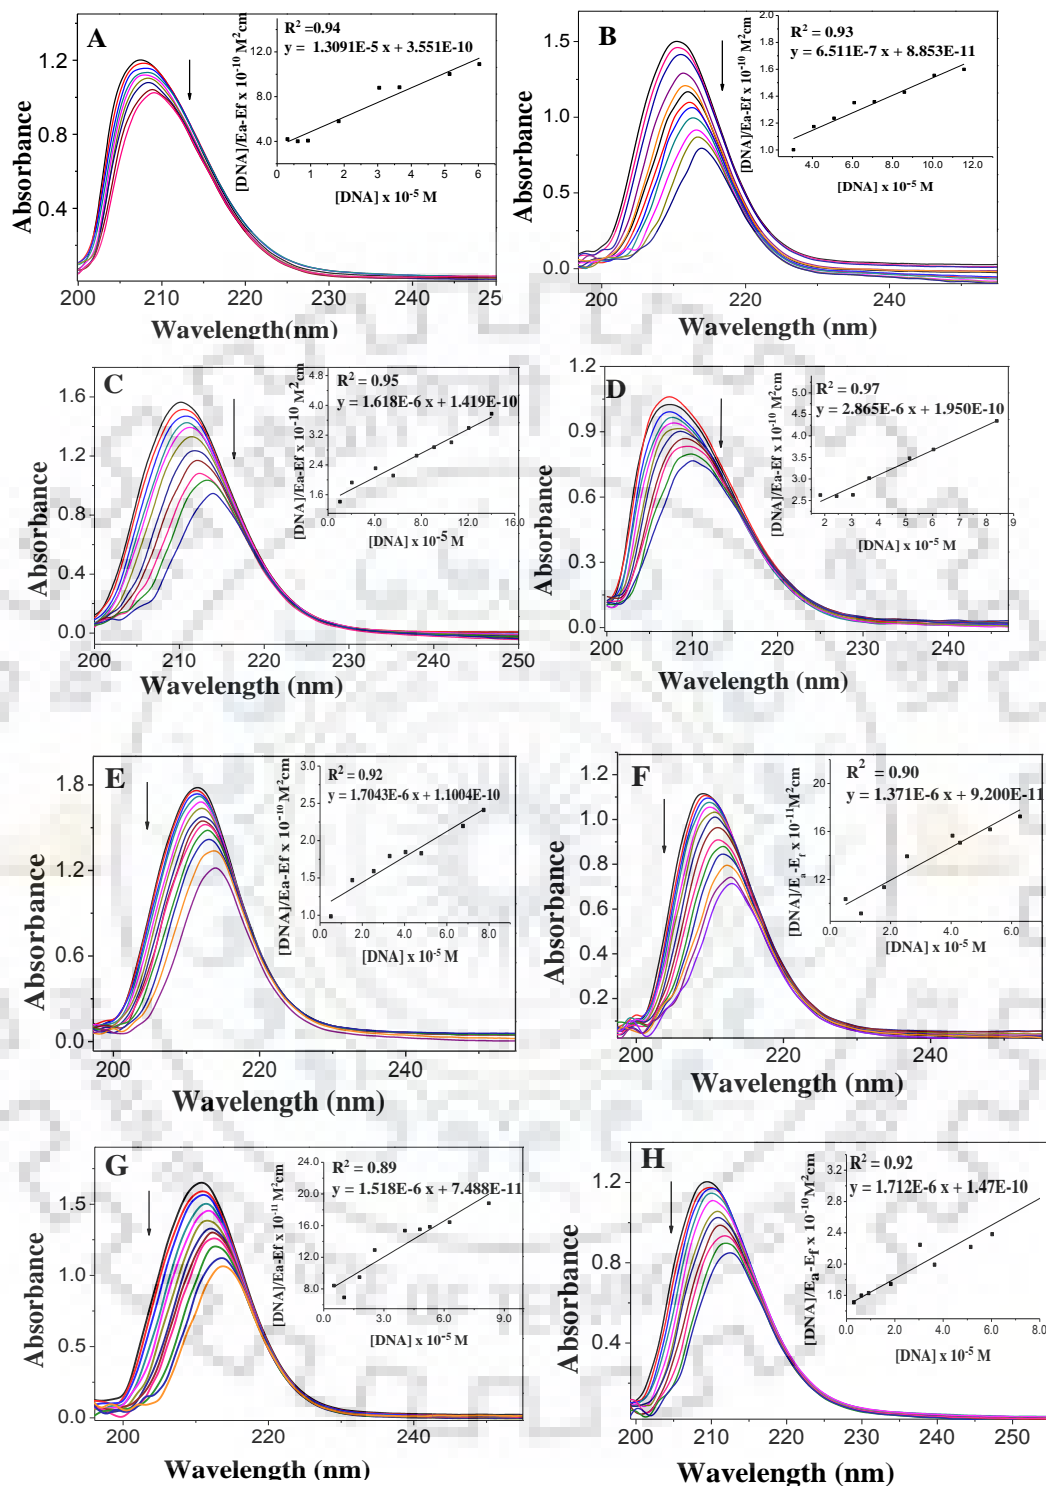 A
R² =0.94
y = 1.3091E-5 x + 3.551E-10
[DNA]/Ea-Ef x 10⁻¹⁰ M²cm
12.0
8.0
4.0
0 1 2 3 4 5 6
[DNA] x 10⁻⁵ M
Absorbance
1.2
0.8
0.4
200 210 220 230 240 25
Wavelength(nm)
B
R² = 0.93
y = 6.511E-7 x + 8.853E-11
[DNA]/Ea-Ef x 10⁻¹⁰ M²cm
2.0
1.8
1.6
1.4
1.2
1.0
4.0 6.0 8.0 10.0 12.0
[DNA] x 10⁻⁵ M
Absorbance
1.5
1.0
0.5
0.0
200 220 240
Wavelength (nm)
C
R² = 0.95
y = 1.618E-6 x + 1.419E-10
[DNA]/Ea-Ef x 10⁻¹⁰ M²cm
4.8
4.0
3.2
2.4
1.6
0.0 4.0 8.0 12.0 16.0
[DNA] x 10⁻⁵ M
Absorbance
1.6
1.2
0.8
0.4
0.0
200 210 220 230 240 250
Wavelength (nm)
D
R² = 0.97
y = 2.865E-6 x + 1.950E-10
[DNA]/Ea-Ef x 10⁻¹⁰ M²cm
5.0
4.5
4.0
3.5
3.0
2.5
2 3 4 5 6 7 8 9
[DNA] x 10⁻⁵ M
Absorbance
1.2
0.9
0.6
0.3
0.0
200 210 220 230 240
Wavelength (nm)
E
R² = 0.92
y = 1.7043E-6 x + 1.1004E-10
[DNA]/Ea-Ef x 10⁻¹⁰ M²cm
3.0
2.5
2.0
1.5
1.0
0.0 2.0 4.0 6.0 8.0
[DNA] x 10⁻⁵ M
Absorbance
1.8
1.2
0.6
0.0
200 220 240
Wavelength (nm)
F
R² = 0.90
y = 1.371E-6 x + 9.200E-11
[DNA]/Eₐ-E_f x 10⁻¹¹M²cm
20
16
12
0.0 2.0 4.0 6.0
[DNA] x 10⁻⁵ M
Absorbance
1.2
1.0
0.8
0.6
0.4
0.2
200 220 240
Wavelength (nm)
G
R² = 0.89
y = 1.518E-6 x + 7.488E-11
[DNA]/Ea-Ef x 10⁻¹¹ M²cm
24.0
20.0
16.0
12.0
8.0
0.0 3.0 6.0 9.0
[DNA] x 10⁻⁵ M
Absorbance
1.5
1.0
0.5
0.0
200 220 240
Wavelength (nm)
H
R² = 0.92
y = 1.712E-6 x + 1.47E-10
[DNA]/Eₐ-E_f x 10⁻¹⁰M²cm
3.2
2.8
2.4
2.0
1.6
0.0 2.0 4.0 6.0 8.0
[DNA] x 10⁻⁵ M
Absorbance
1.2
0.8
0.4
0.0
200 210 220 230 240 250
Wavelength (nm)